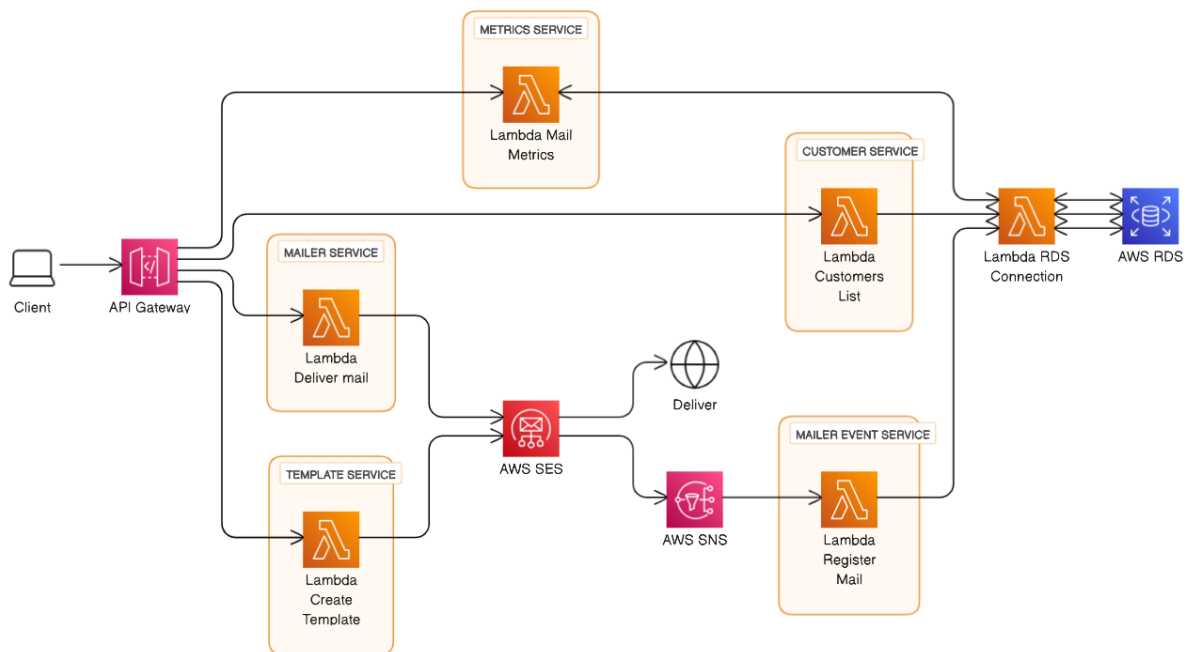 METRICS SERVICE
Lambda Mail
Metrics
CUSTOMER SERVICE
Lambda
Customers
List
Lambda RDS
Connection
AWS RDS
Client
API Gateway
MAILER SERVICE
Lambda
Deliver mail
Deliver
AWS SES
TEMPLATE SERVICE
Lambda
Create
Template
AWS SNS
MAILER EVENT SERVICE
Lambda
Register
Mail